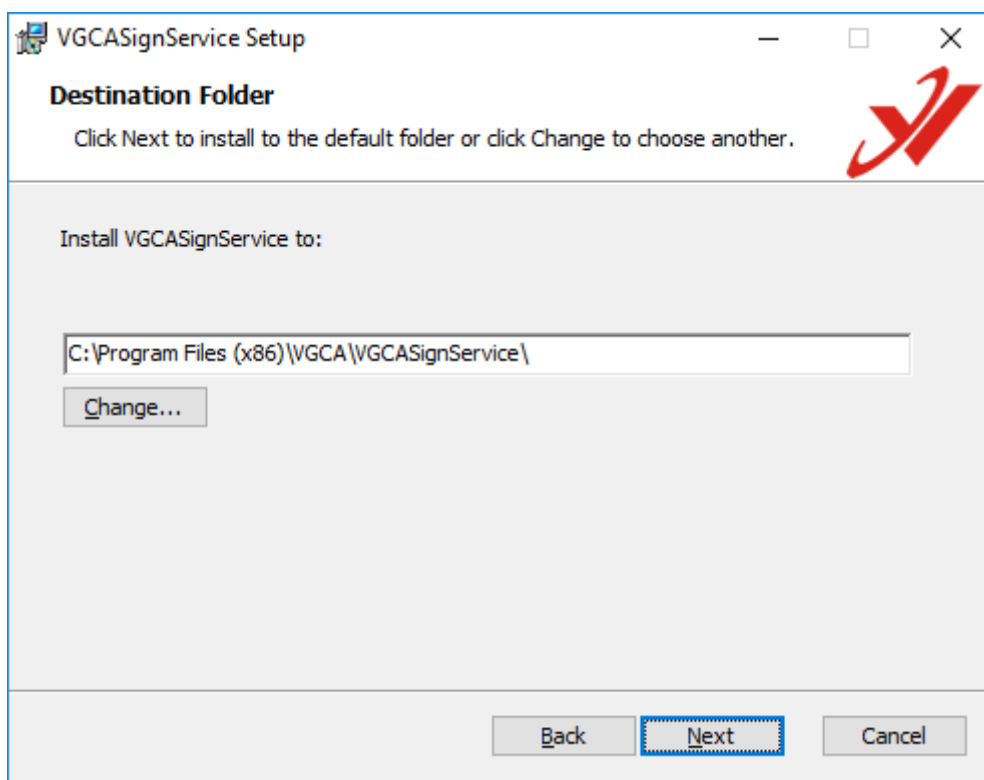 VGCASignService Setup
Destination Folder
Click Next to install to the default folder or click Change to choose another.
Install VGCASignService to:
C:\Program Files (x86)\VGCA\VGCASignService\
Change...
Back Next Cancel